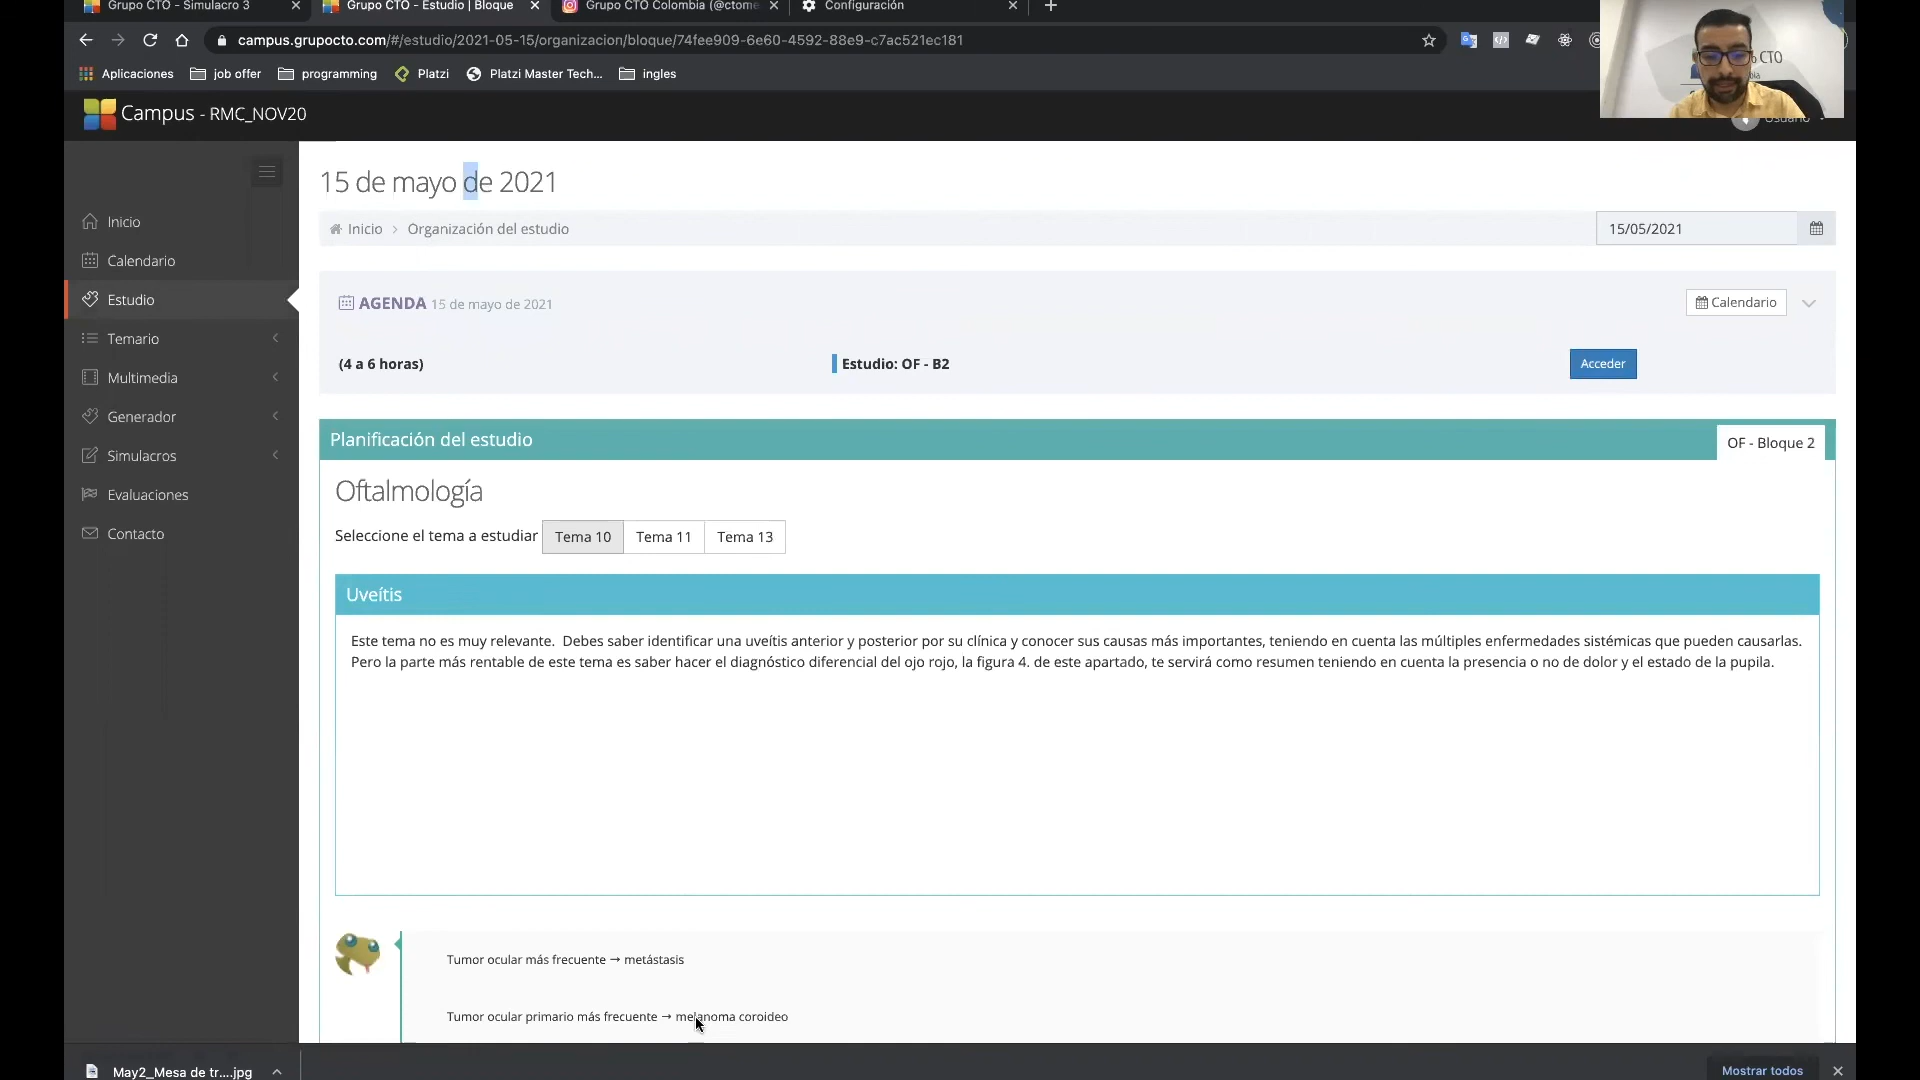 Grupo CTO - Simulacro 3
Grupo CTO - Estudio | Bloque
Grupo CTO Colombia (@ctome
Configuración
campus.grupocto.com/#/estudio/2021-05-15/organizacion/bloque/74fee909-6e60-4592-88e9-c7ac521ec181
Aplicaciones
job offer
programming
Platzi
Platzi Master Tech...
ingles
CTO
Campus - RMC_NOV20
Usuario
15 de mayo de 2021
Inicio > Organización del estudio
15/05/2021
Inicio
Calendario
Estudio
Temario
Multimedia
Generador
Simulacros
Evaluaciones
Contacto
AGENDA 15 de mayo de 2021
Calendario
(4 a 6 horas)
Estudio: OF - B2
Acceder
Planificación del estudio
OF - Bloque 2
Oftalmología
Seleccione el tema a estudiar
Tema 10
Tema 11
Tema 13
Uveítis
Este tema no es muy relevante. Debes saber identificar una uveítis anterior y posterior por su clínica y conocer sus causas más importantes, teniendo en cuenta las múltiples enfermedades sistémicas que pueden causarlas.
Pero la parte más rentable de este tema es saber hacer el diagnóstico diferencial del ojo rojo, la figura 4. de este apartado, te servirá como resumen teniendo en cuenta la presencia o no de dolor y el estado de la pupila.
Tumor ocular más frecuente → metástasis
Tumor ocular primario más frecuente → melanoma coroideo
May2_Mesa de tr....jpg
Mostrar todos